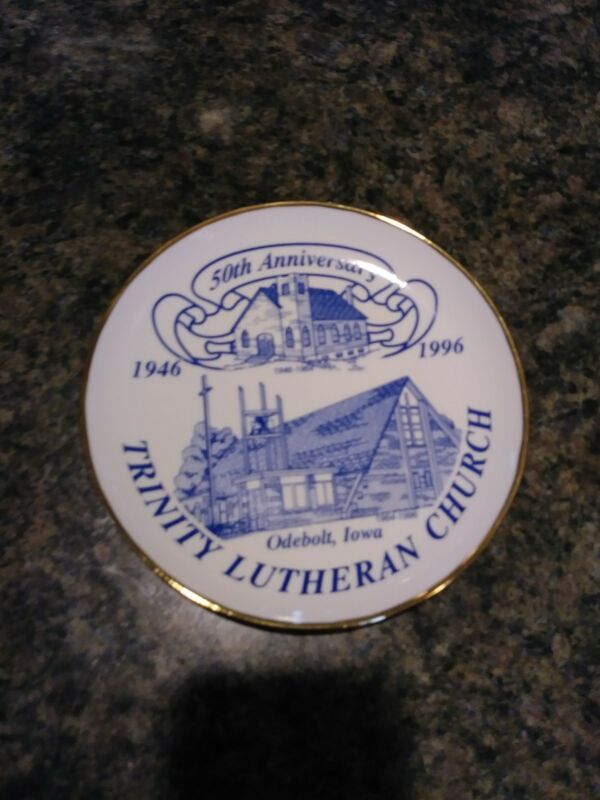 50th Anniversary
1946
1996
Odebolt, Iowa
TRINITY LUTHERAN CHURCH